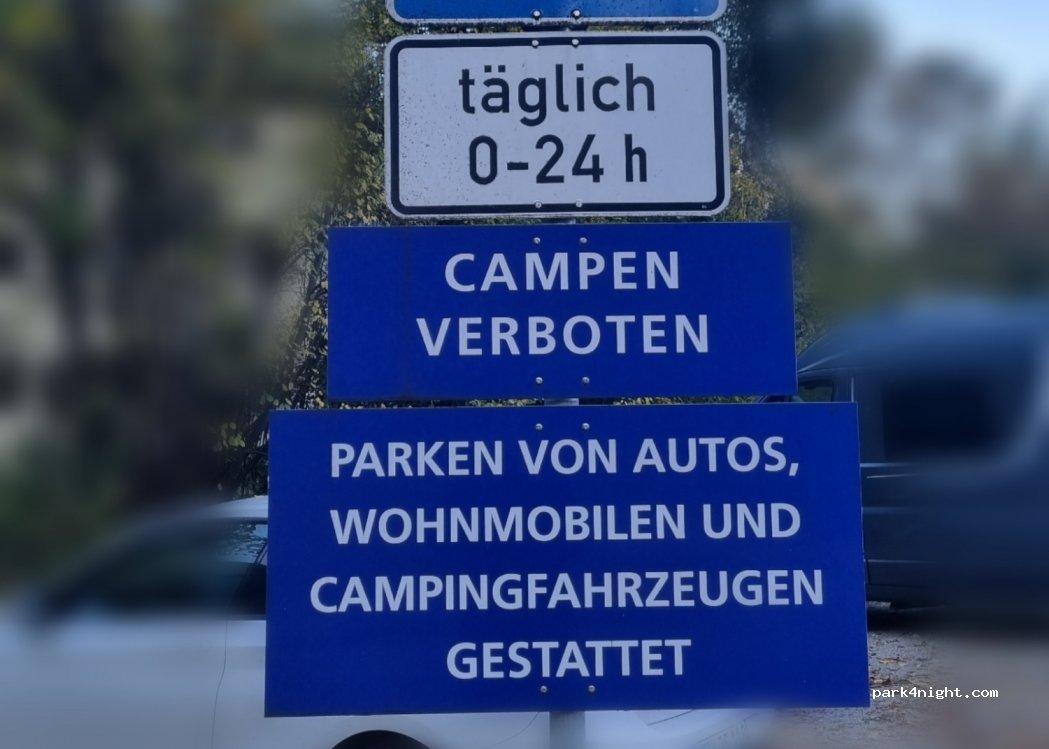 täglich
0-24 h
CAMPEN
VERBOTEN
PARKEN VON AUTOS,
WOHNMOBILEN UND
CAMPINGFAHRZEUGEN
GESTATTET
park4night.com